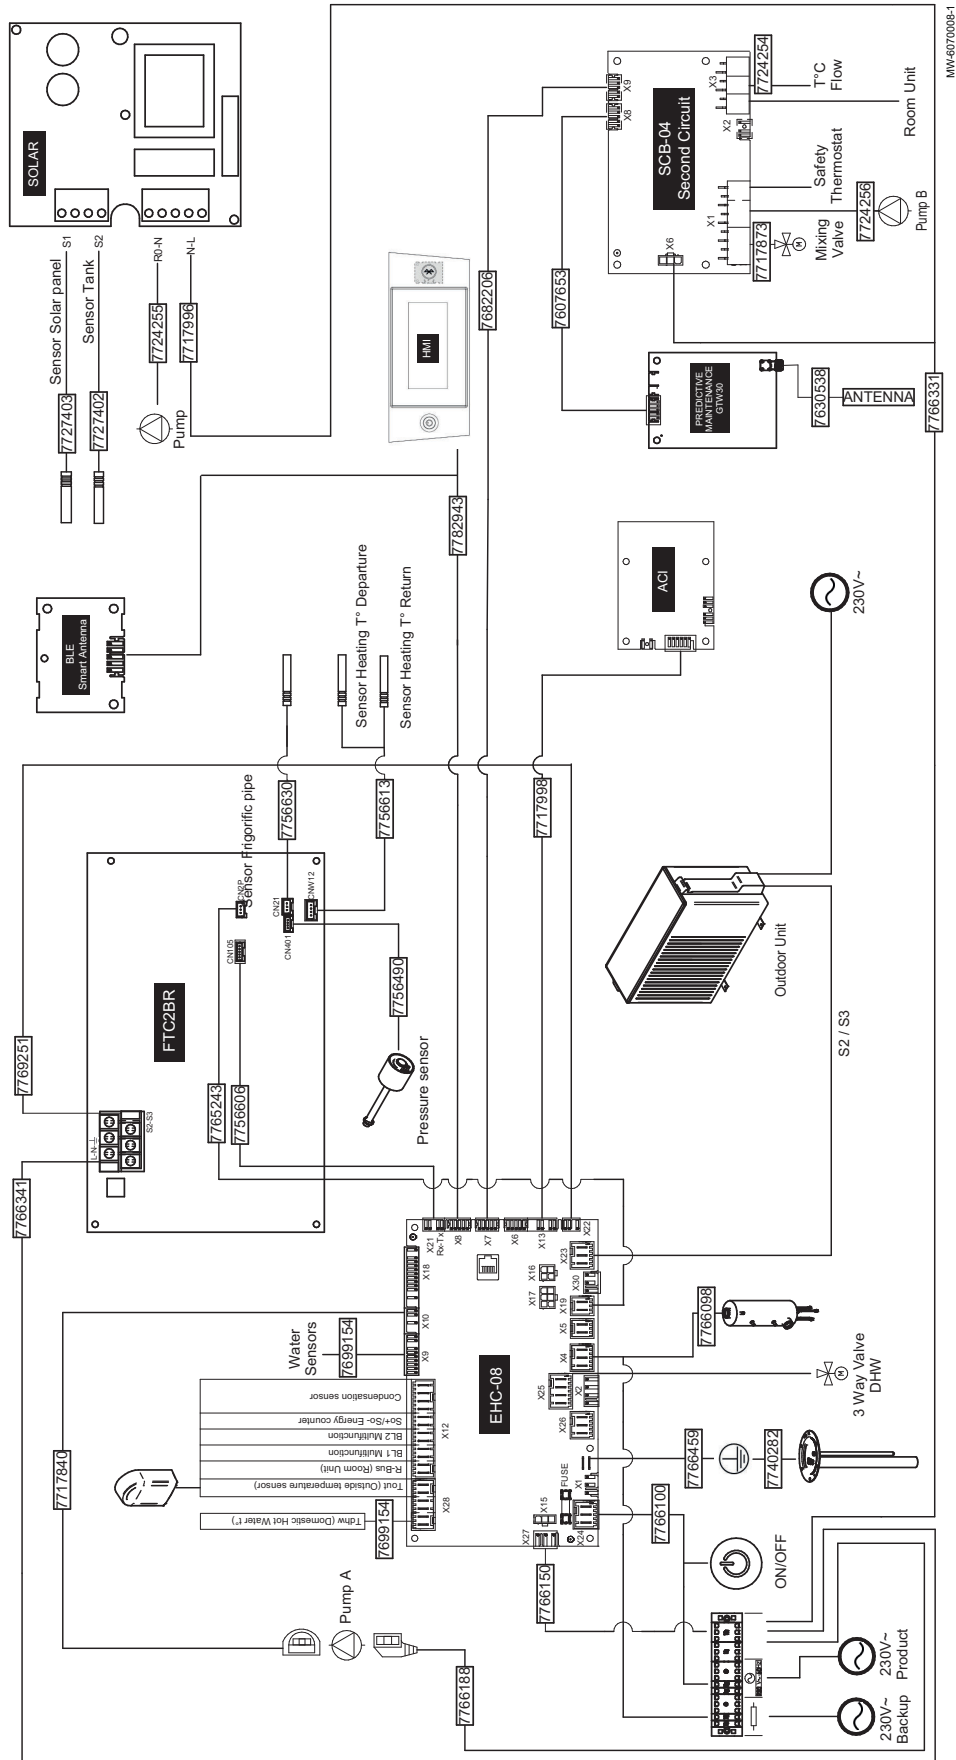 MW-6070008-1
SOLAR
S1
S2
R0-N
N-L
Sensor Solar panel
Sensor Tank
7727403
7727402
7724255
7717996
Pump
BLE
Smart Antenna
HMI
7782943
7682206
7607653
SCB-04
Second Circuit
X9
X8
X3
X2
X1
X6
7724254
T°C
Flow
Room Unit
Safety
Thermostat
7724256
Pump B
7717873
M
Mixing
Valve
PREDICTIVE
MAINTENANCE
GTW30
7630538
ANTENNA
7766331
ACI
7717998
230V~
Sensor Heating T° Departure
Sensor Heating T° Return
Sensor Frigorific pipe
7756630
7756613
FTC2BR
CN2P
CN105
CN21
CN401
CNW12
L-N-
S2-S3
7769251
7766341
7765243
7756606
7756490
Pressure sensor
Outdoor Unit
S2 / S3
EHC-08
X21
Rx-Tx
X8
X7
X6
X13
X22
X18
X10
X9
X12
X28
X16
X17
X23
X30
X19
X5
X4
X25
X2
X26
X1
FUSE
X15
X27
X24
Water
Sensors
7699154
Condensation sensor
So+/So- Energy counter
BL2 Multifunction
BL1 Multifunction
R-Bus (Room Unit)
Tout (Outside temperature sensor)
Tdhw (Domestic Hot Water t°)
7699154
7717840
Pump A
7766188
7766150
7766100
7766459
7740282
7766098
M
3 Way Valve
DHW
ON/OFF
230V~
Product
230V~
Backup